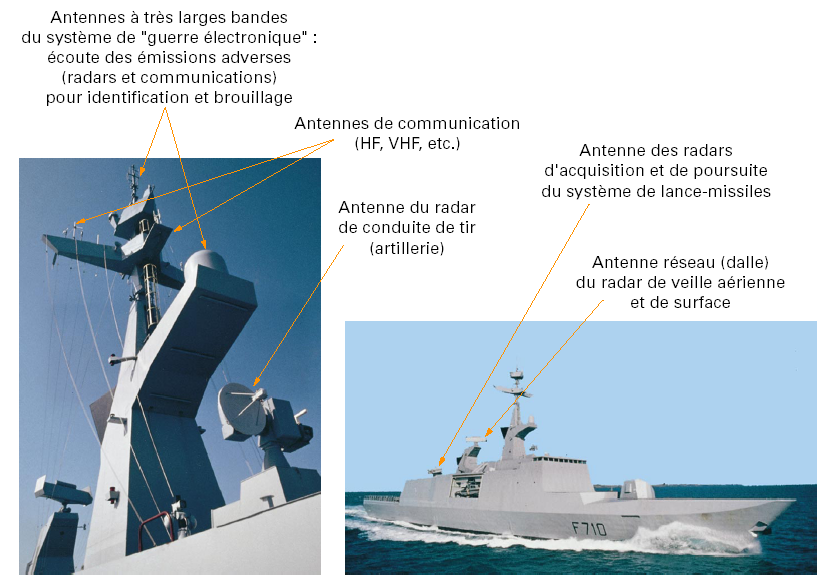 Antennes à très larges bandes
du système de "guerre électronique" :
écoute des émissions adverses
(radars et communications)
pour identification et brouillage
Antennes de communication
(HF, VHF, etc.)
Antenne du radar
de conduite de tir
(artillerie)
Antenne des radars
d'acquisition et de poursuite
du système de lance-missiles
Antenne réseau (dalle)
du radar de veille aérienne
et de surface
F710